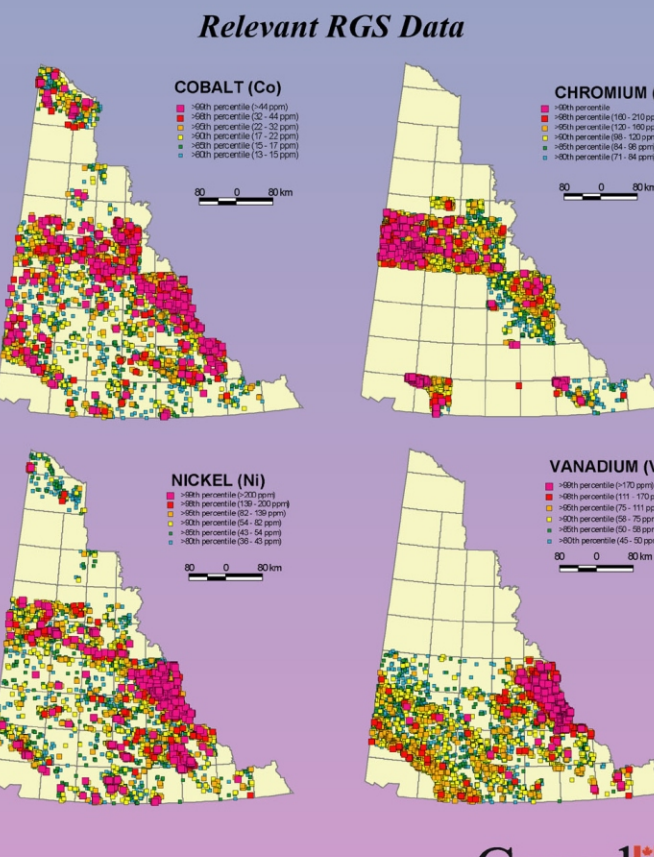 Relevant RGS Data
COBALT (Co)
>99th percentile (>44 ppm)
>98th percentile (32 - 44 ppm)
>95th percentile (22 - 32 ppm)
>90th percentile (17 - 22 ppm)
>85th percentile (15 - 17 ppm)
>80th percentile (13 - 15 ppm)
80 0 80 km
CHROMIUM (
>99th percentile
>98th percentile (160 - 210 pp
>95th percentile (120 - 160 pp
>90th percentile (98 - 120 ppm
>85th percentile (84 - 98 ppm)
>80th percentile (71 - 84 ppm)
80 0 80 k
NICKEL (Ni)
>99th percentile (>200 ppm)
>98th percentile (139 - 200 ppm)
>95th percentile (82 - 139 ppm)
>90th percentile (54 - 82 ppm)
>85th percentile (43 - 54 ppm)
>80th percentile (36 - 43 ppm)
80 0 80 km
VANADIUM (V
>99th percentile (>170 ppm)
>98th percentile (111 - 170 p
>95th percentile (75 - 111 pp
>90th percentile (58 - 75 ppm
>85th percentile (50 - 58 ppm)
>80th percentile (45 - 50 ppm
80 0 80 km